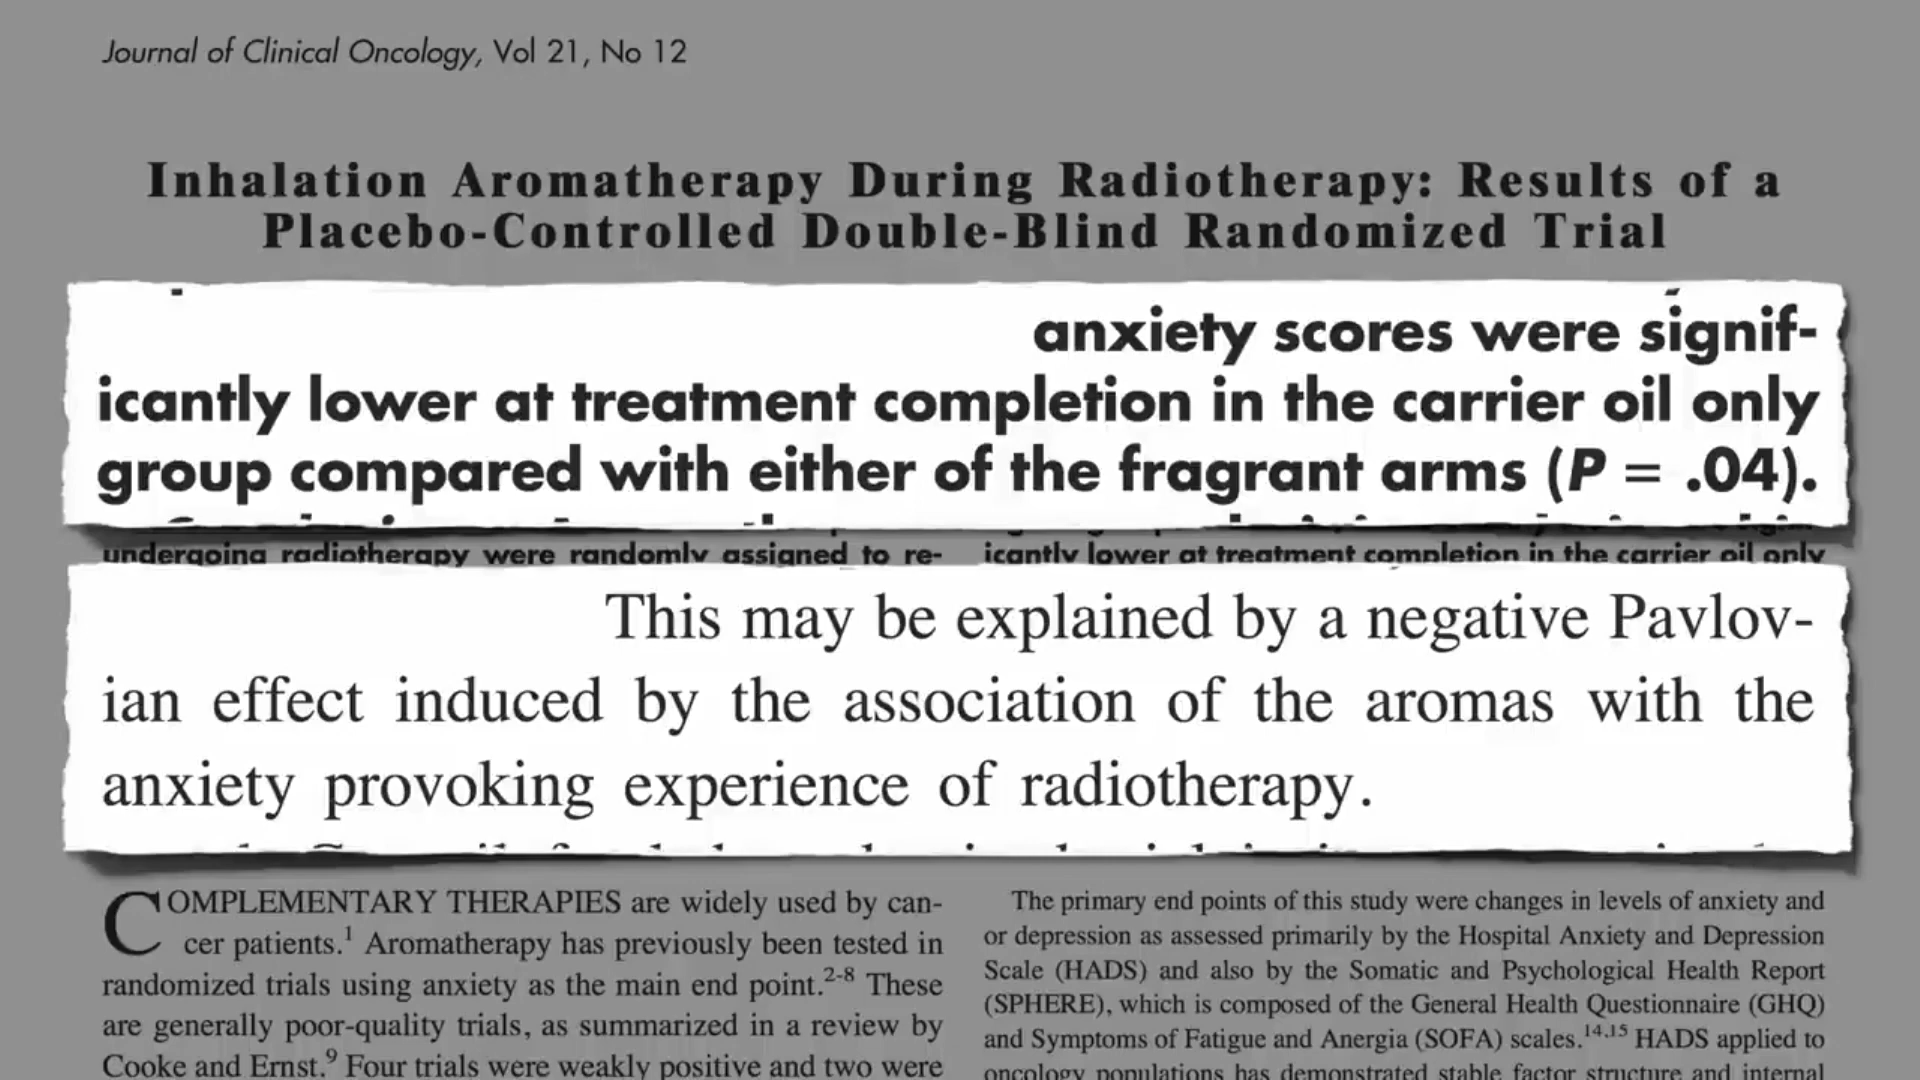 Journal of Clinical Oncology, Vol 21, No 12
Inhalation Aromatherapy During Radiotherapy: Results of a
Placebo-Controlled Double-Blind Randomized Trial
anxiety scores were signif-
icantly lower at treatment completion in the carrier oil only
group compared with either of the fragrant arms (P = .04).
undergoing radiotherapy were randomly assigned to re-
icantly lower at treatment completion in the carrier oil only
This may be explained by a negative Pavlov-
ian effect induced by the association of the aromas with the
anxiety provoking experience of radiotherapy.
COMPLEMENTARY THERAPIES are widely used by can-
cer patients.1 Aromatherapy has previously been tested in
randomized trials using anxiety as the main end point.2-8 These
are generally poor-quality trials, as summarized in a review by
Cooke and Ernst.9 Four trials were weakly positive and two were
The primary end points of this study were changes in levels of anxiety and
or depression as assessed primarily by the Hospital Anxiety and Depression
Scale (HADS) and also by the Somatic and Psychological Health Report
(SPHERE), which is composed of the General Health Questionnaire (GHQ)
and Symptoms of Fatigue and Anergia (SOFA) scales.14,15 HADS applied to
oncology populations has demonstrated stable factor structure and internal